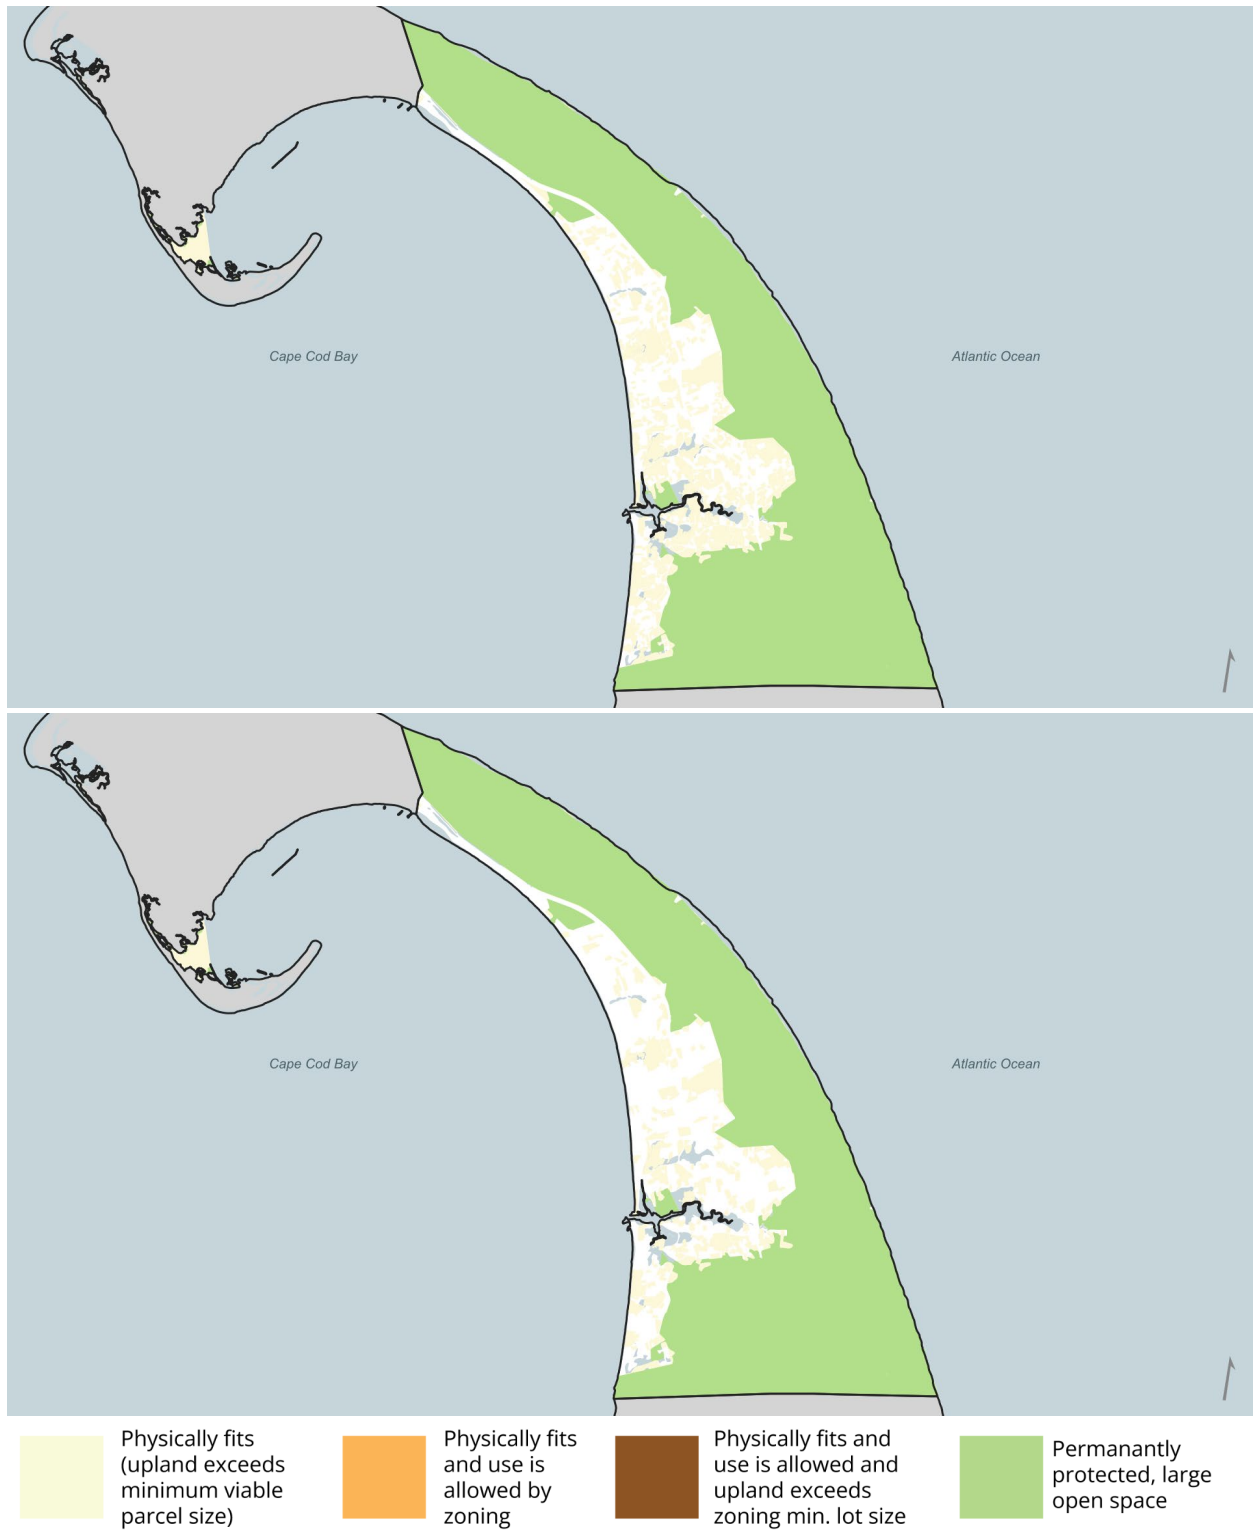 Cape Cod Bay
Atlantic Ocean
Cape Cod Bay
Atlantic Ocean
Physically fits
(upland exceeds
minimum viable
parcel size)
Physically fits
and use is
allowed by
zoning
Physically fits and
use is allowed and
upland exceeds
zoning min. lot size
Permanantly
protected, large
open space